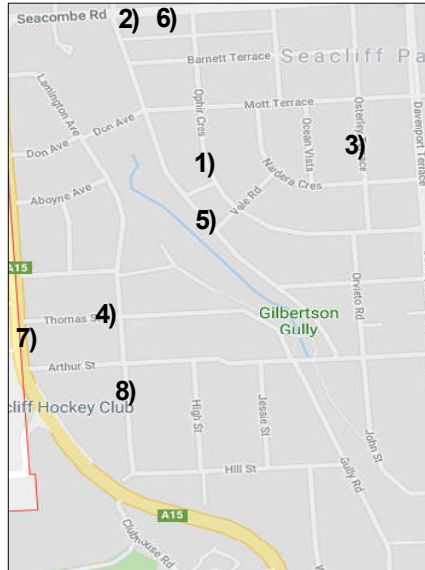 Seacombe Rd
2)
6)
Barnett Terrace
Seacliff Pa
Lamington Ave
Ophir Cres
Mott Terrace
Osterley Terrace
Davenport Terrace
Don Ave
Don Ave
Ocean Vista
3)
1)
Nardera Cres
Aboyne Ave
Vale Rd
5)
A15
Orvieto Rd
Gilbertson
Gully
Thomas St
4)
7)
Arthur St
8)
cliff Hockey Club
High St
Jessie St
John St
Hill St
Gully Rd
A15
Clubhouse Rd